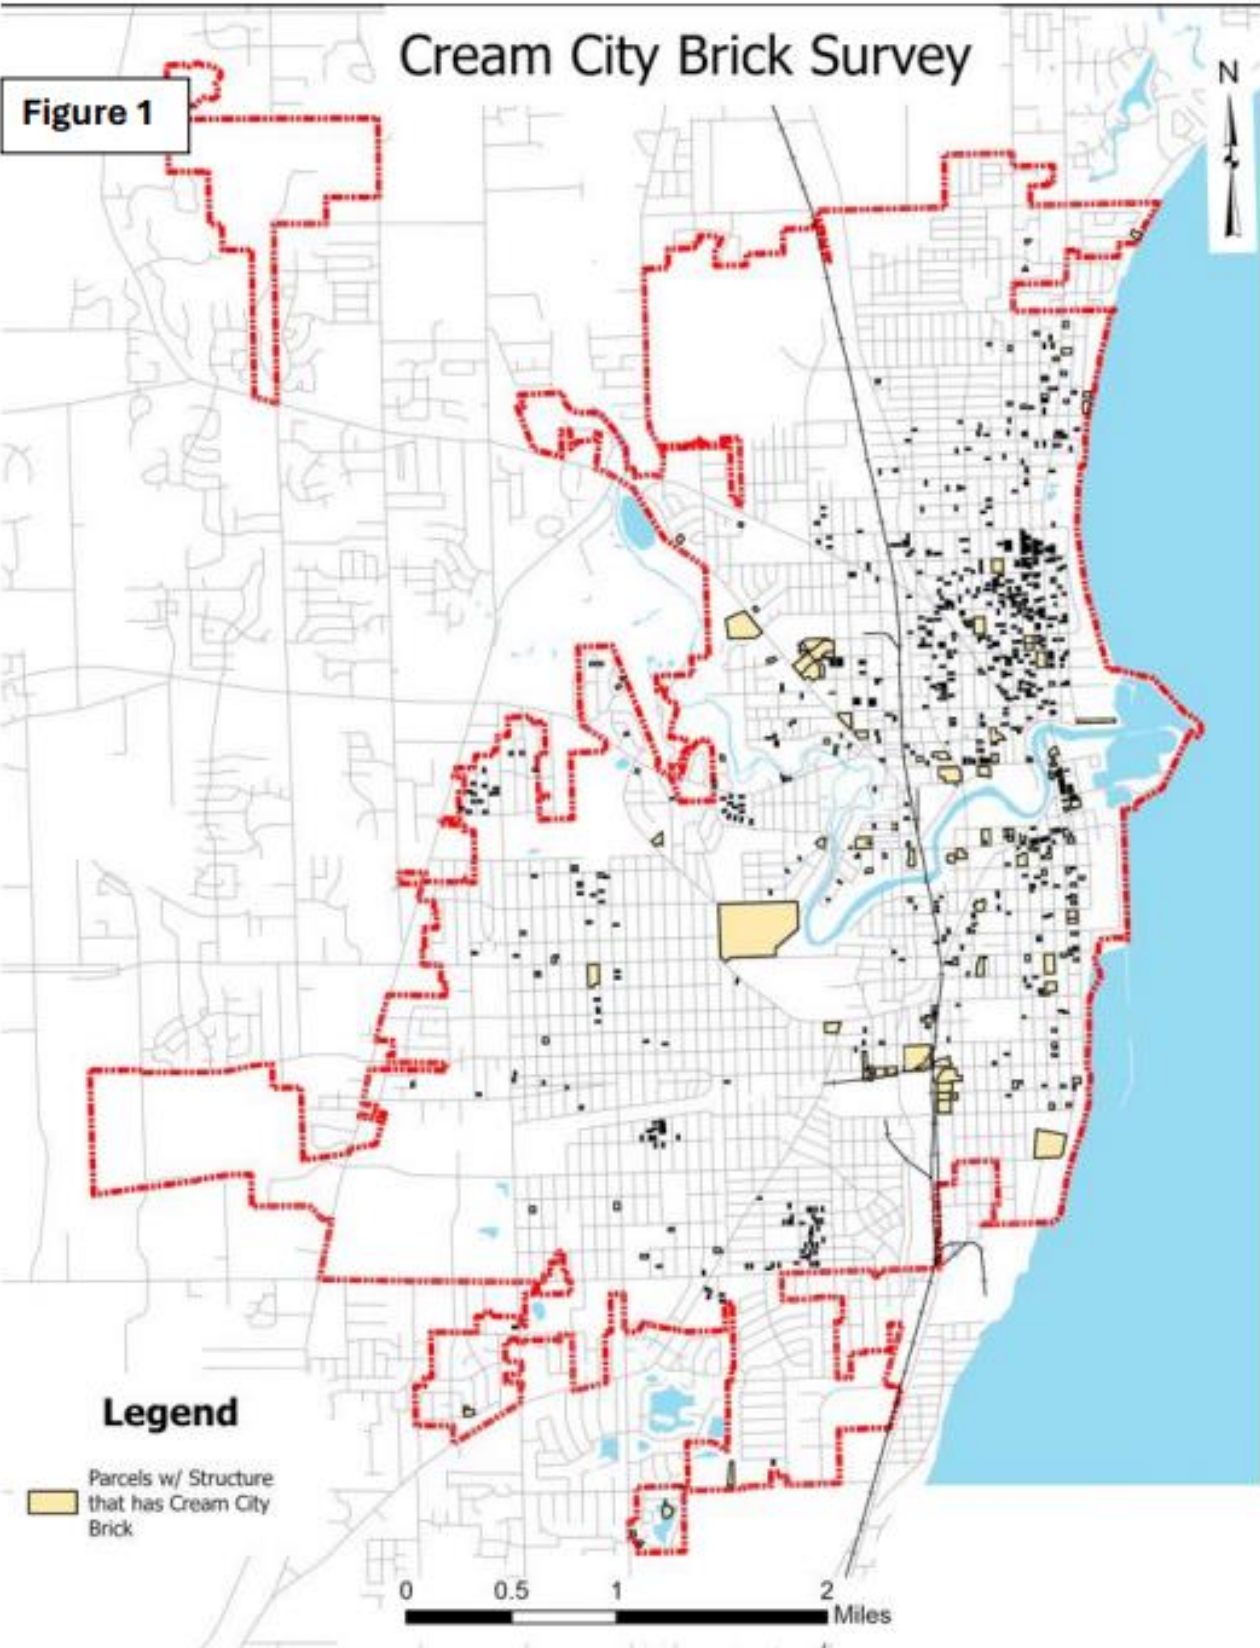 Cream City Brick Survey
N
Figure 1
Legend
Parcels w/ Structure
that has Cream City
Brick
0 0.5 1 2
Miles